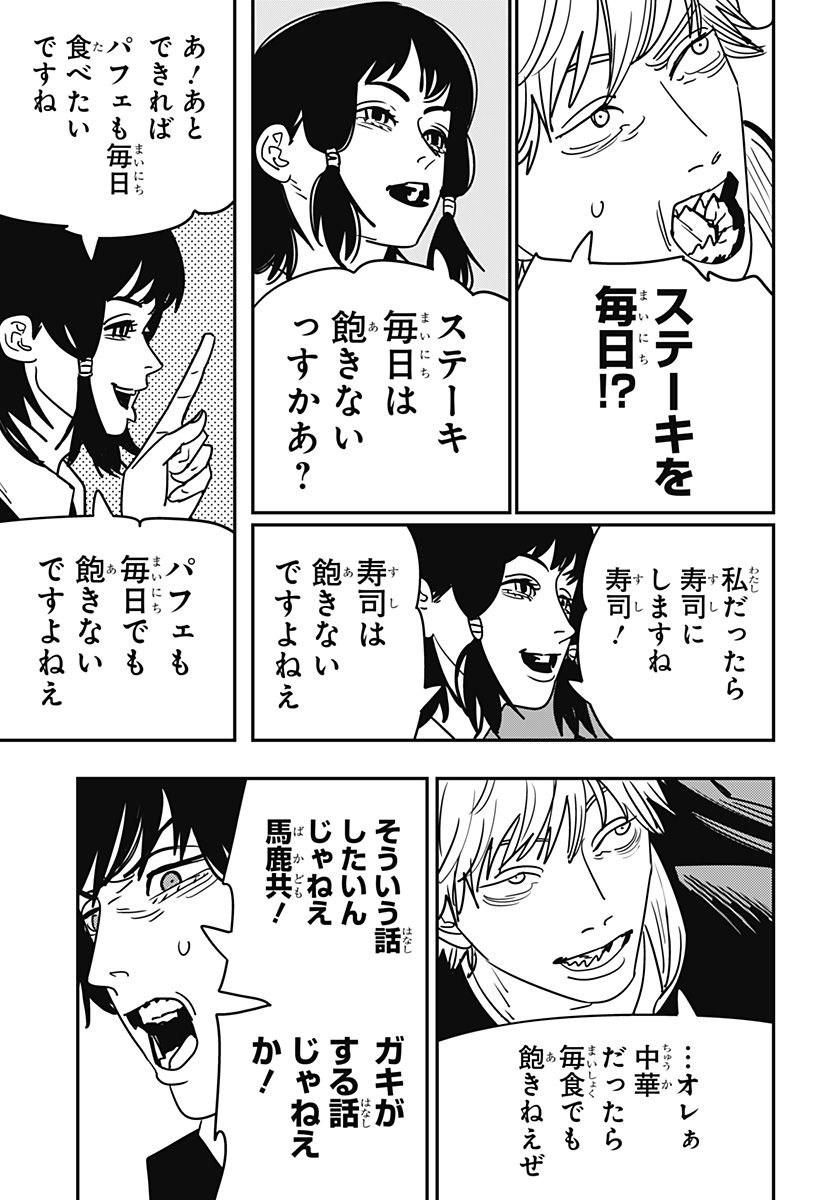 ステーキを
毎日!?
ステーキ
毎日は
飽きない
っすかあ?
あ!あと
できれば
パフェも毎日
食べたい
ですね
私だったら
寿司に
しますね
寿司!
寿司は
飽きない
ですよねえ
パフェも
毎日でも
飽きない
ですよねえ
…オレぁ
中華
だったら
毎食でも
飽きねえぜ
そういう話
したいん
じゃねえ
馬鹿共!
ガキが
する話
じゃねえ
か!